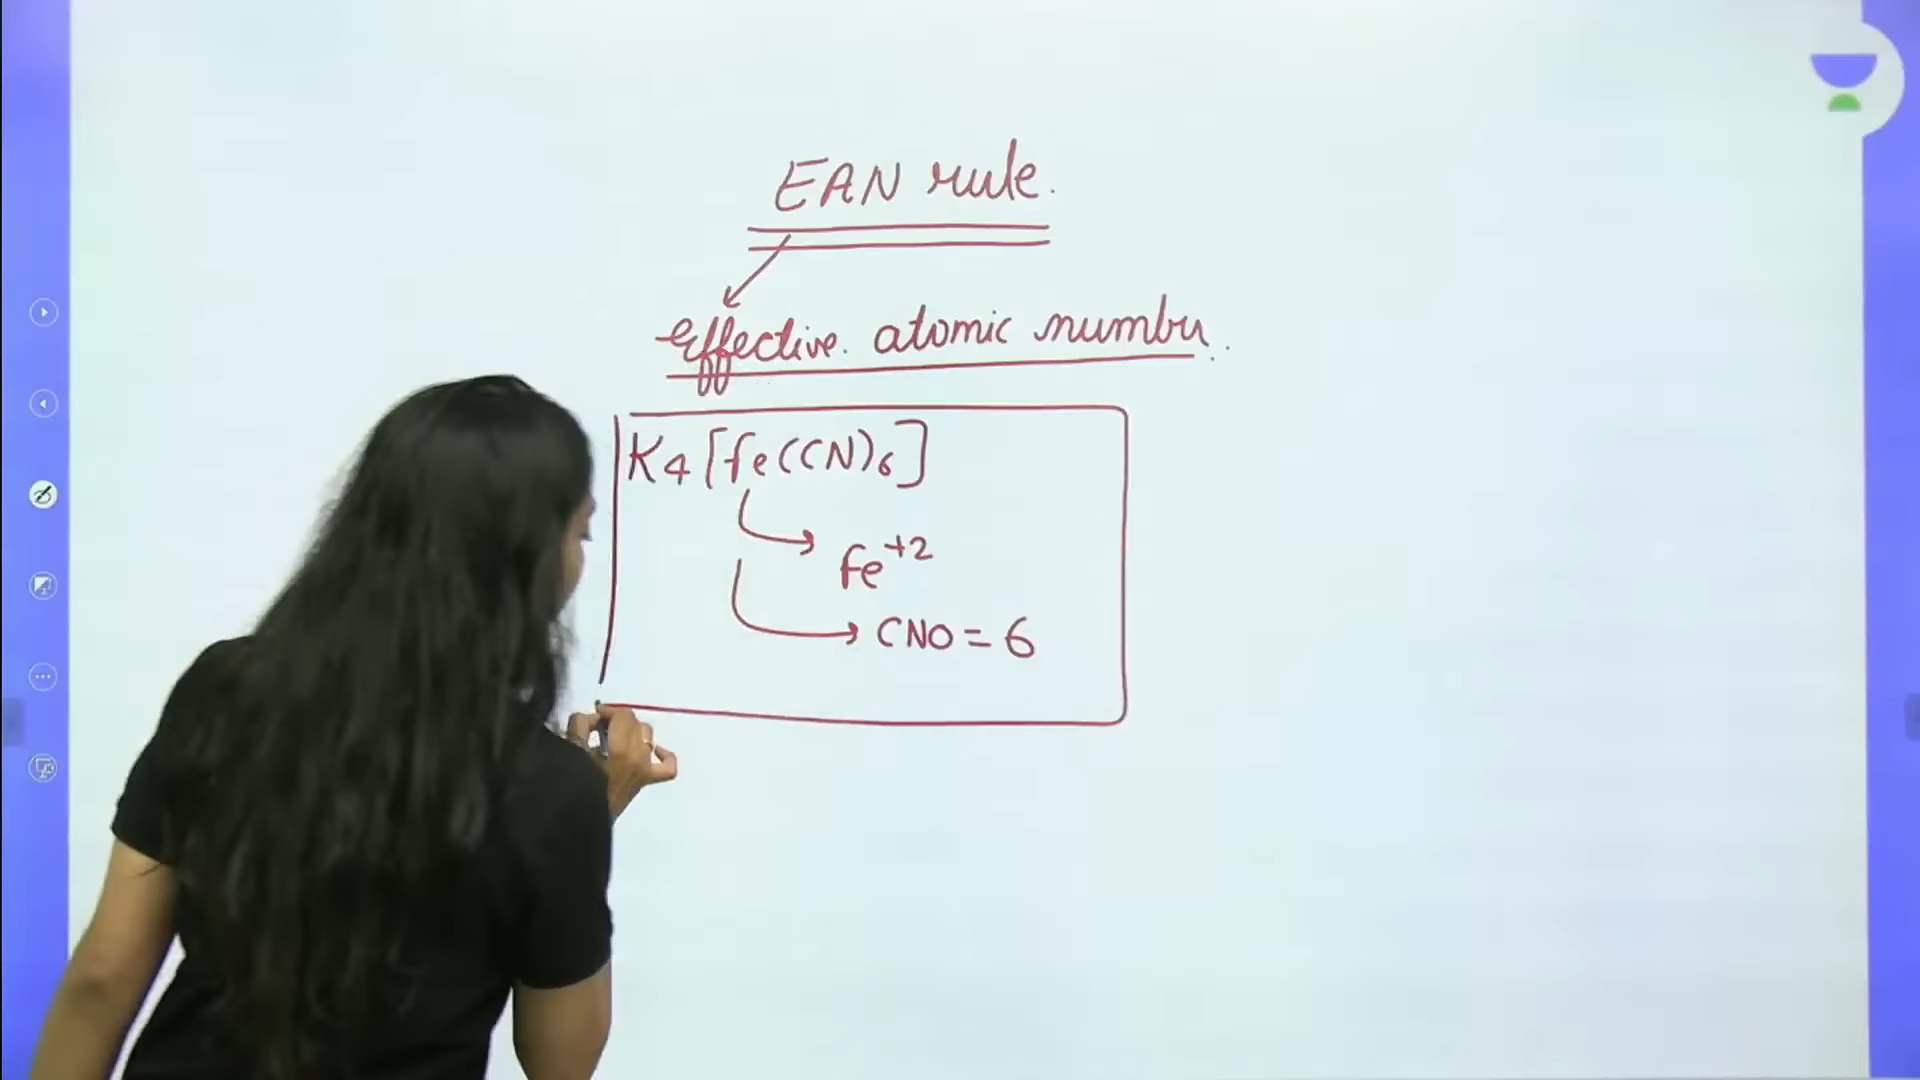 EAN rule.
effective. atomic number.
K4[Fe(CN)6]
Fe+2
CNO = 6